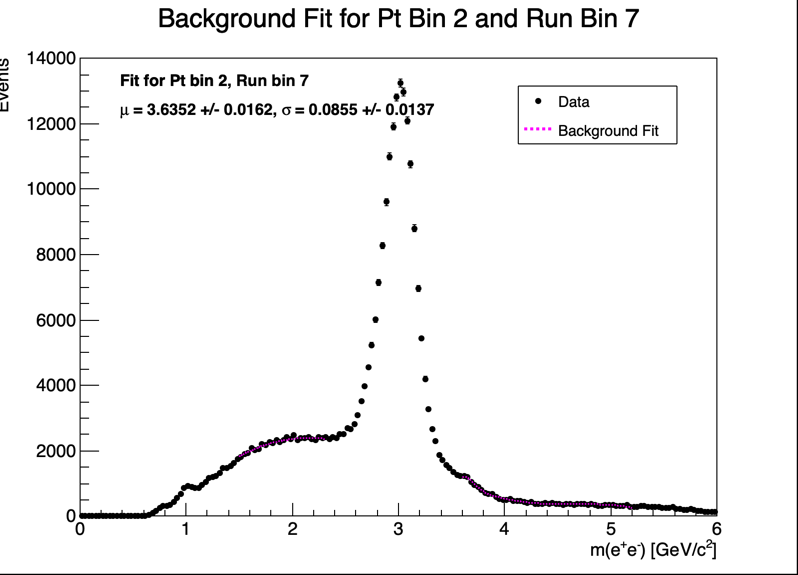 Background Fit for Pt Bin 2 and Run Bin 7
Events
14000
12000
10000
8000
6000
4000
2000
0
Fit for Pt bin 2, Run bin 7
μ = 3.6352 +/- 0.0162, σ = 0.0855 +/- 0.0137
Data
Background Fit
0 1 2 3 4 5 6
m(e⁺e⁻) [GeV/c²]